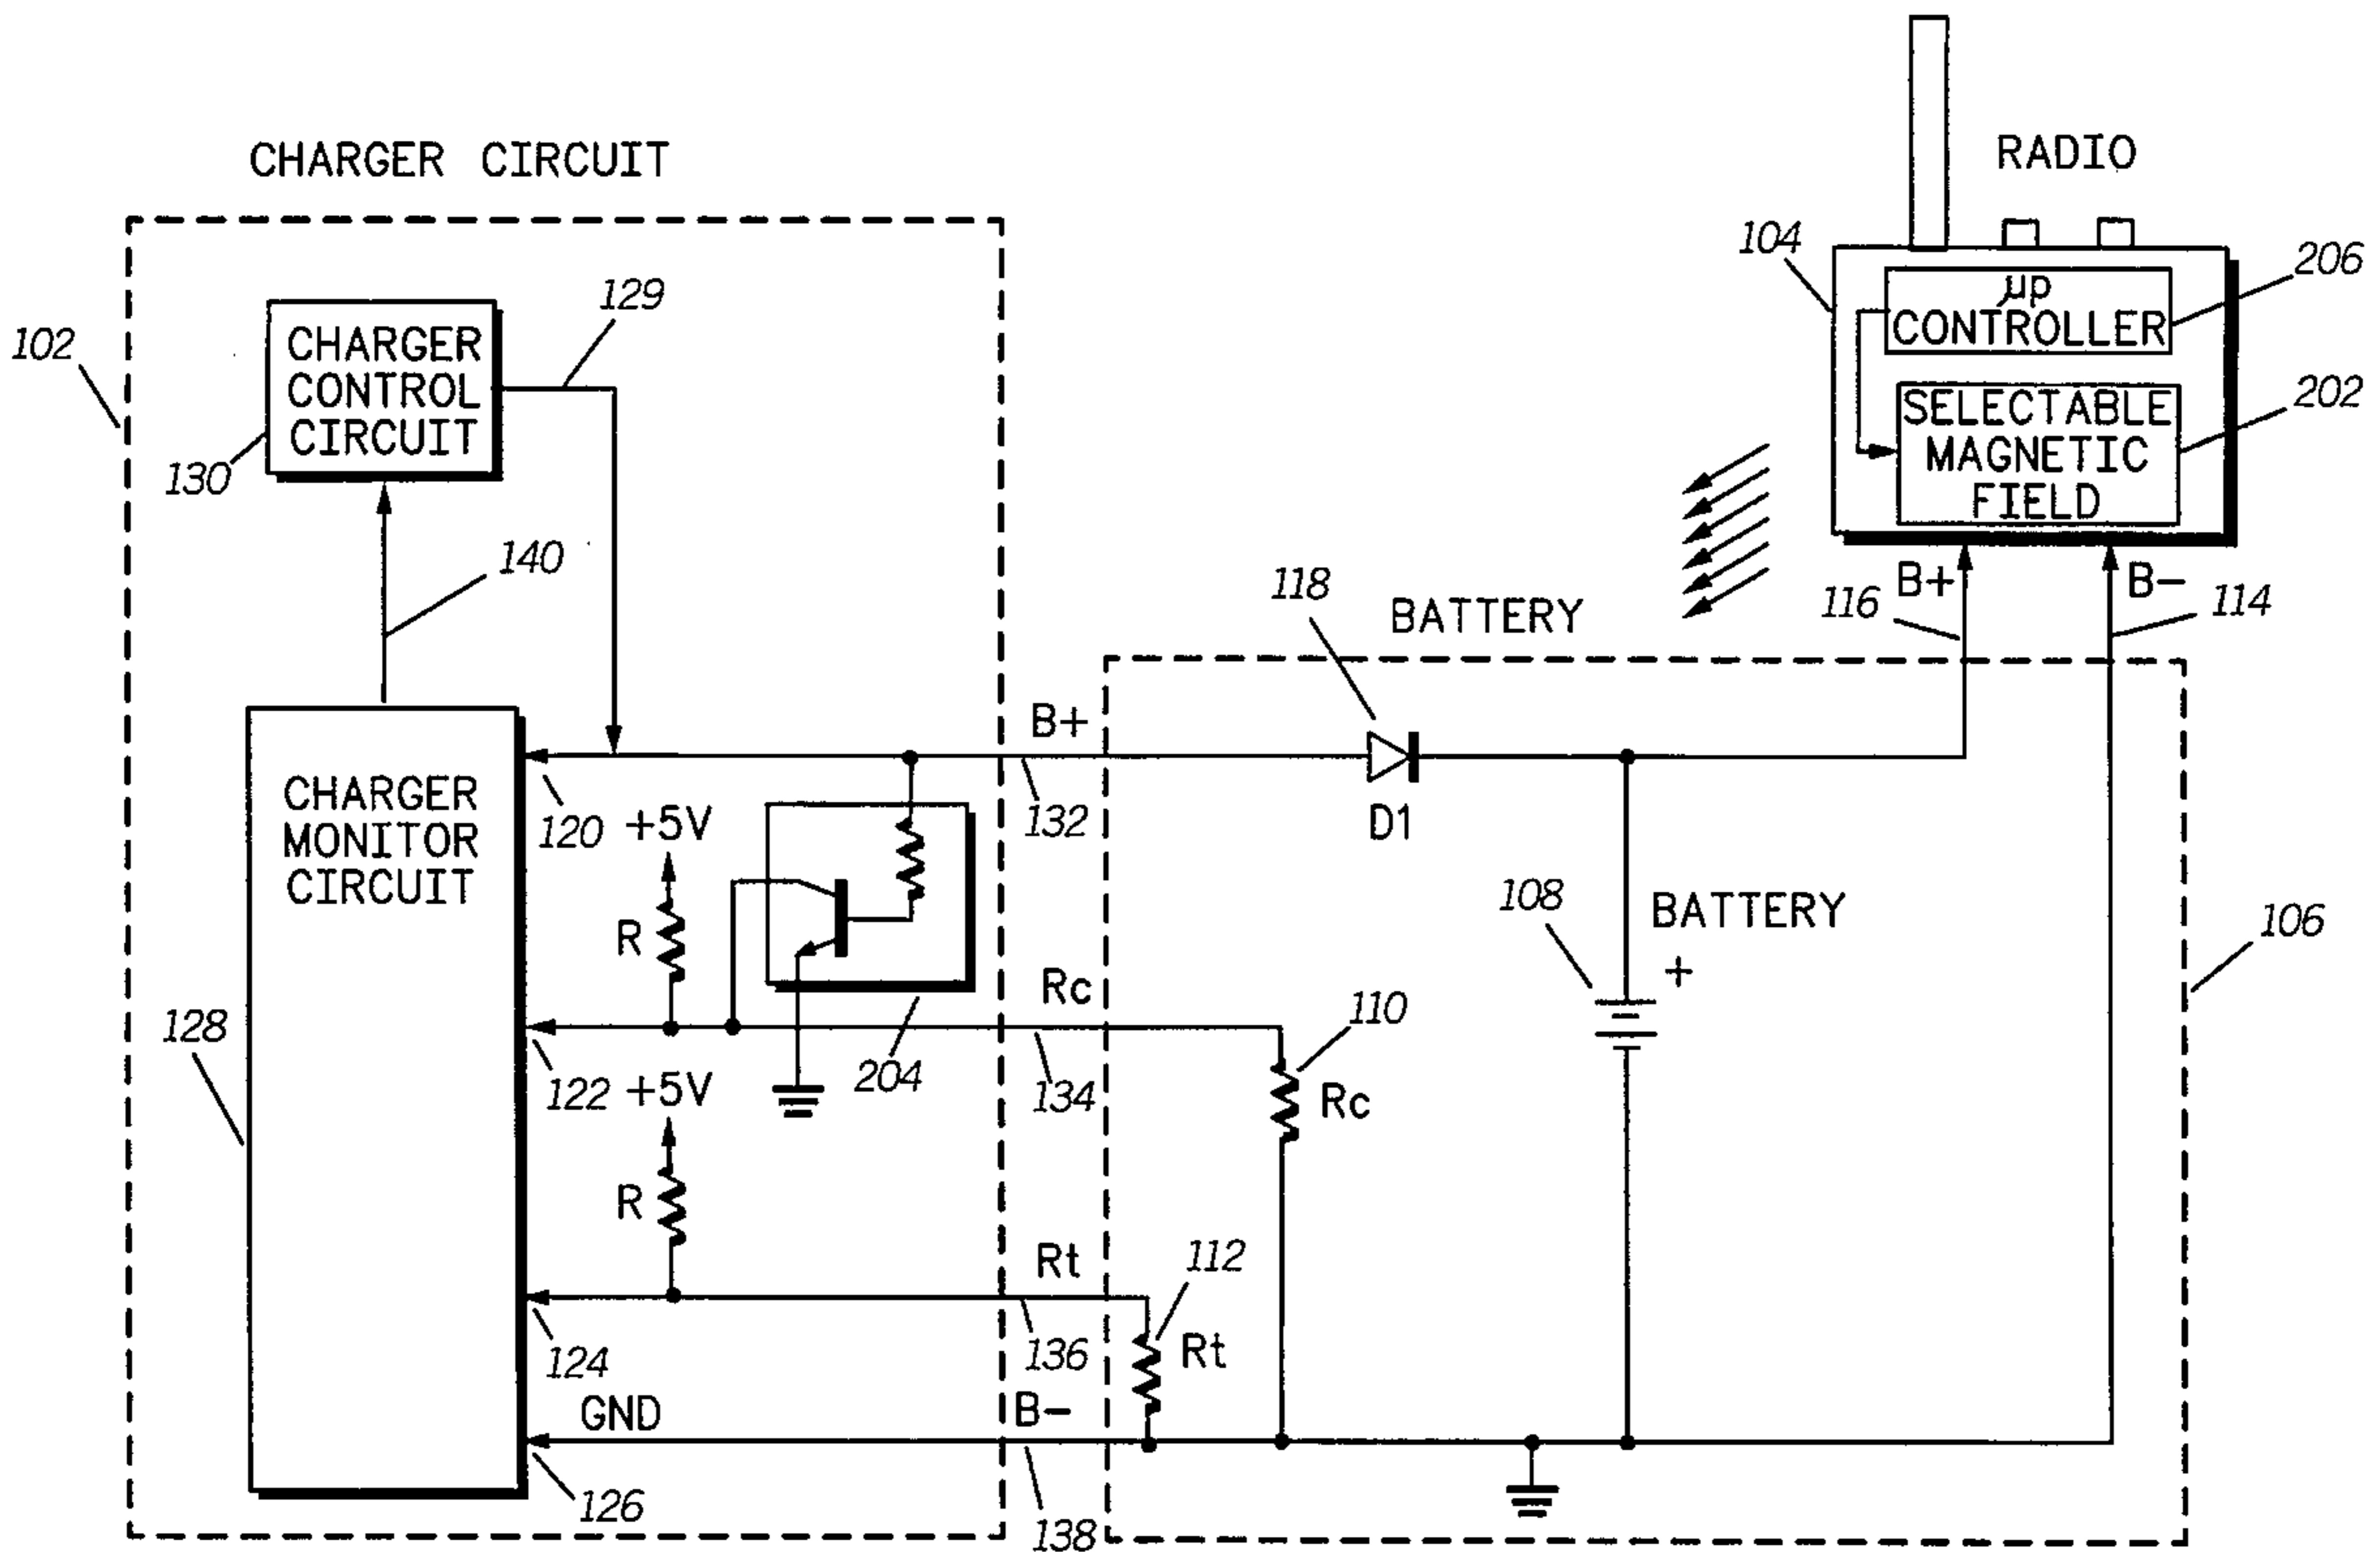 CHARGER CIRCUIT
RADIO
104
206
µp
CONTROLLER
129
102
CHARGER
CONTROL
CIRCUIT
130
202
SELECTABLE
MAGNETIC
FIELD
140
118
BATTERY
116
B+
B-
114
B+
CHARGER
MONITOR
CIRCUIT
120
+5V
132
D1
R
108
BATTERY
+
106
Rc
110
128
122
+5V
204
134
Rc
R
Rt
112
124
136
Rt
GND
B-
126
138